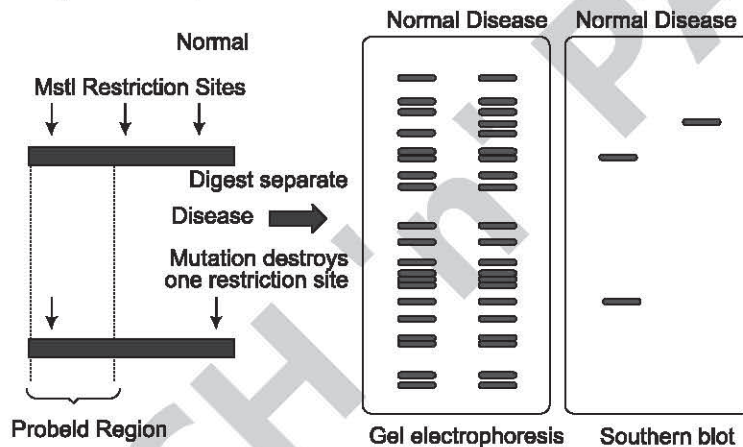 Normal Disease
Normal Disease
Normal
MstI Restriction Sites
Digest separate
Disease
Mutation destroys
one restriction site
Probeld Region
Gel electrophoresis
Southern blot